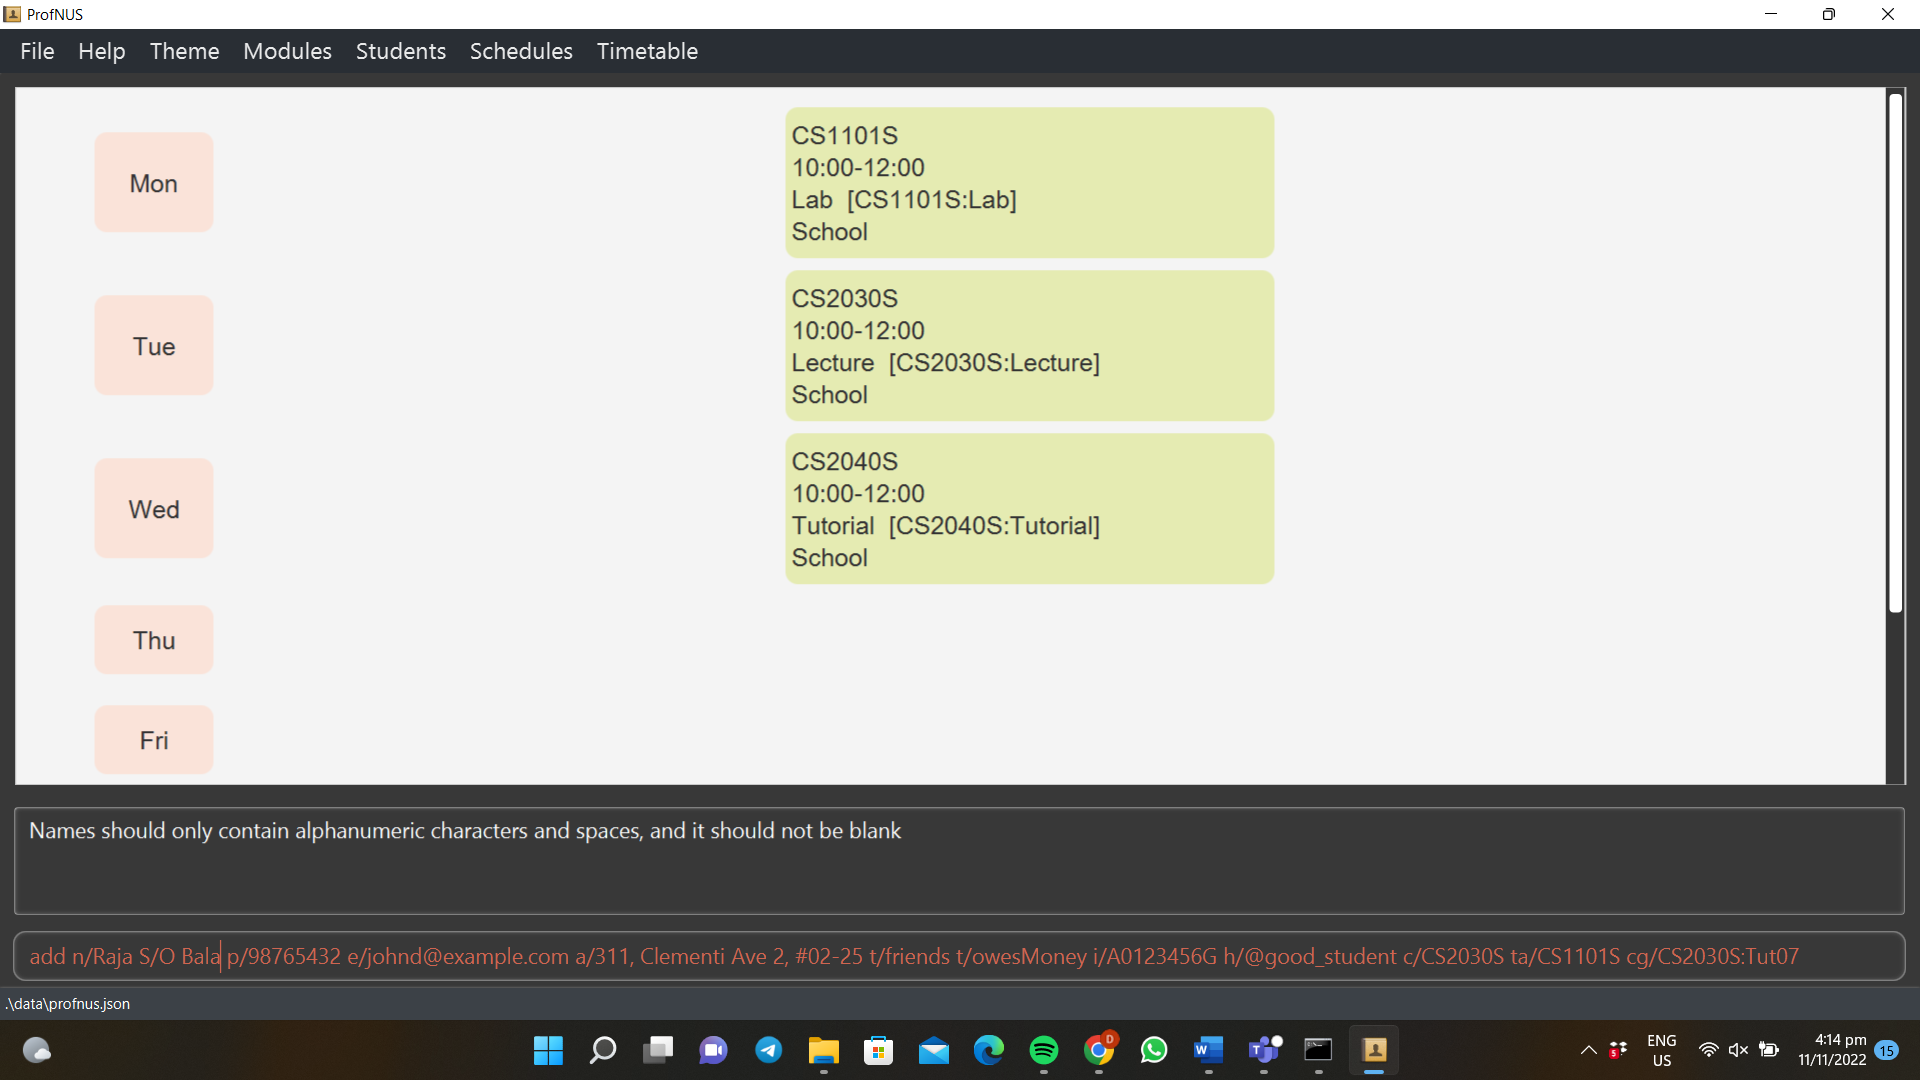 ProfNUS
File Help Theme Modules Students Schedules Timetable
Mon
CS1101S
10:00-12:00
Lab [CS1101S:Lab]
School
Tue
CS2030S
10:00-12:00
Lecture [CS2030S:Lecture]
School
Wed
CS2040S
10:00-12:00
Tutorial [CS2040S:Tutorial]
School
Thu
Fri
Names should only contain alphanumeric characters and spaces, and it should not be blank
add n/Raja S/O Bala p/98765432 e/johnd@example.com a/311, Clementi Ave 2, #02-25 t/friends t/owesMoney i/A0123456G h/@good_student c/CS2030S ta/CS1101S cg/CS2030S:Tut07
.\data\profnus.json
D
W
T
5
ENG
US
4:14 pm
11/11/2022
15